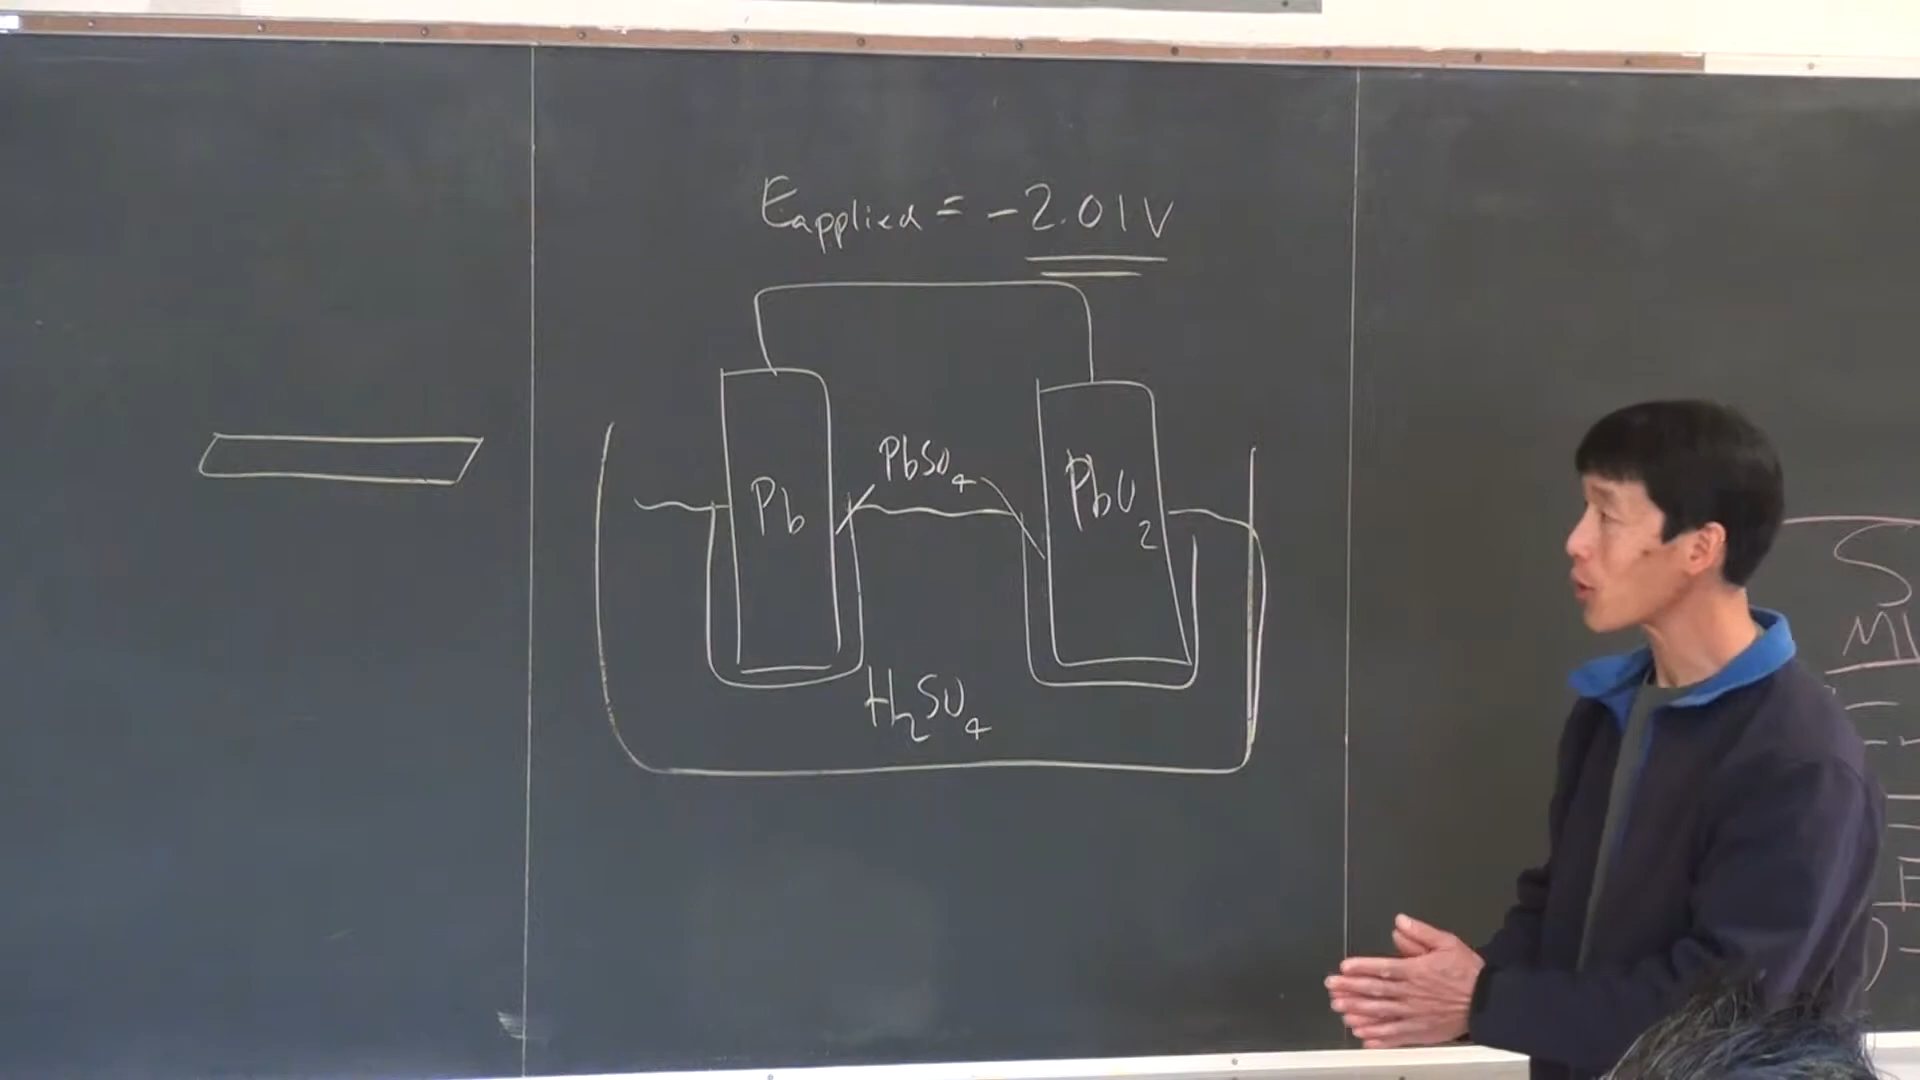 Eapplied = -2.01V
PbSO4
Pb
PbO2
H2SO4